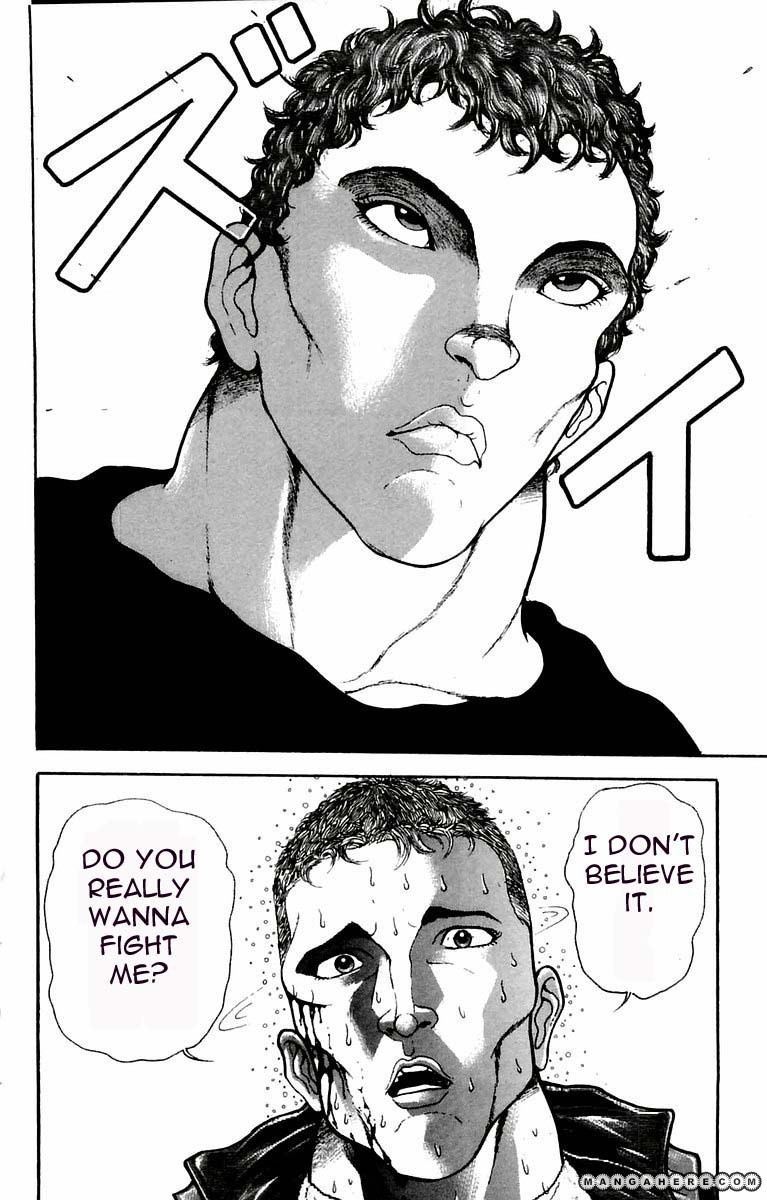 ズイ
I DON'T
BELIEVE
IT.
DO YOU
REALLY
WANNA
FIGHT
ME?
MANGAHERE.COM